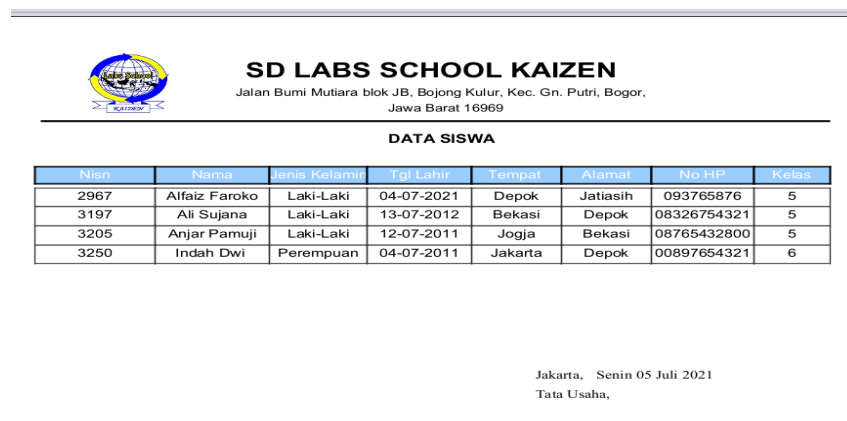 Labs School
KAIZEN
SD LABS SCHOOL KAIZEN
Jalan Bumi Mutiara blok JB, Bojong Kulur, Kec. Gn. Putri, Bogor,
Jawa Barat 16969
DATA SISWA
Nisn Nama Jenis Kelamin Tgl Lahir Tempat Alamat No HP Kelas
2967 Alfaiz Faroko Laki-Laki 04-07-2021 Depok Jatiasih 093765876 5
3197 Ali Sujana Laki-Laki 13-07-2012 Bekasi Depok 08326754321 5
3205 Anjar Pamuji Laki-Laki 12-07-2011 Jogja Bekasi 08765432800 5
3250 Indah Dwi Perempuan 04-07-2011 Jakarta Depok 00897654321 6
Jakarta, Senin 05 Juli 2021
Tata Usaha,